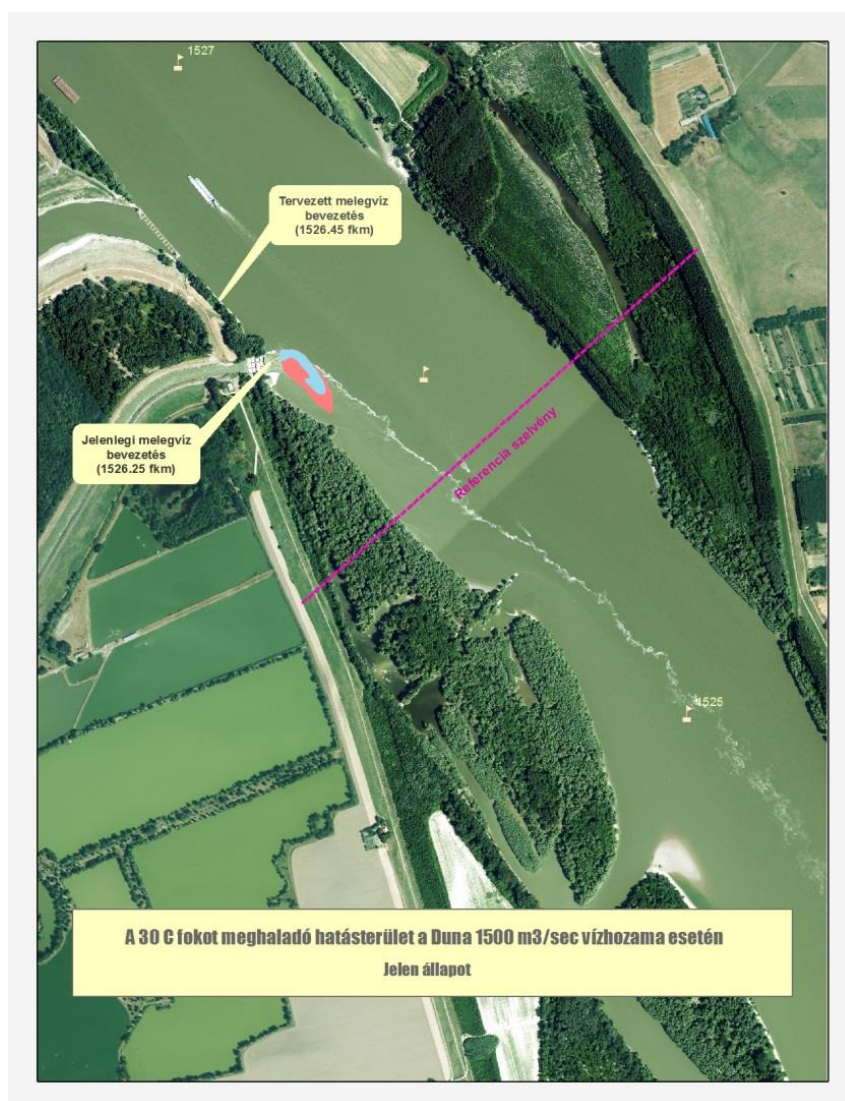 1527
Tervezett melegvíz
bevezetés
(1526.45 fkm)
Jelenlegi melegvíz
bevezetés
(1526.25 fkm)
Referencia szelvény
1525
A 30 C fokot meghaladó hatásterület a Duna 1500 m3/sec vízhozama esetén
Jelen állapot